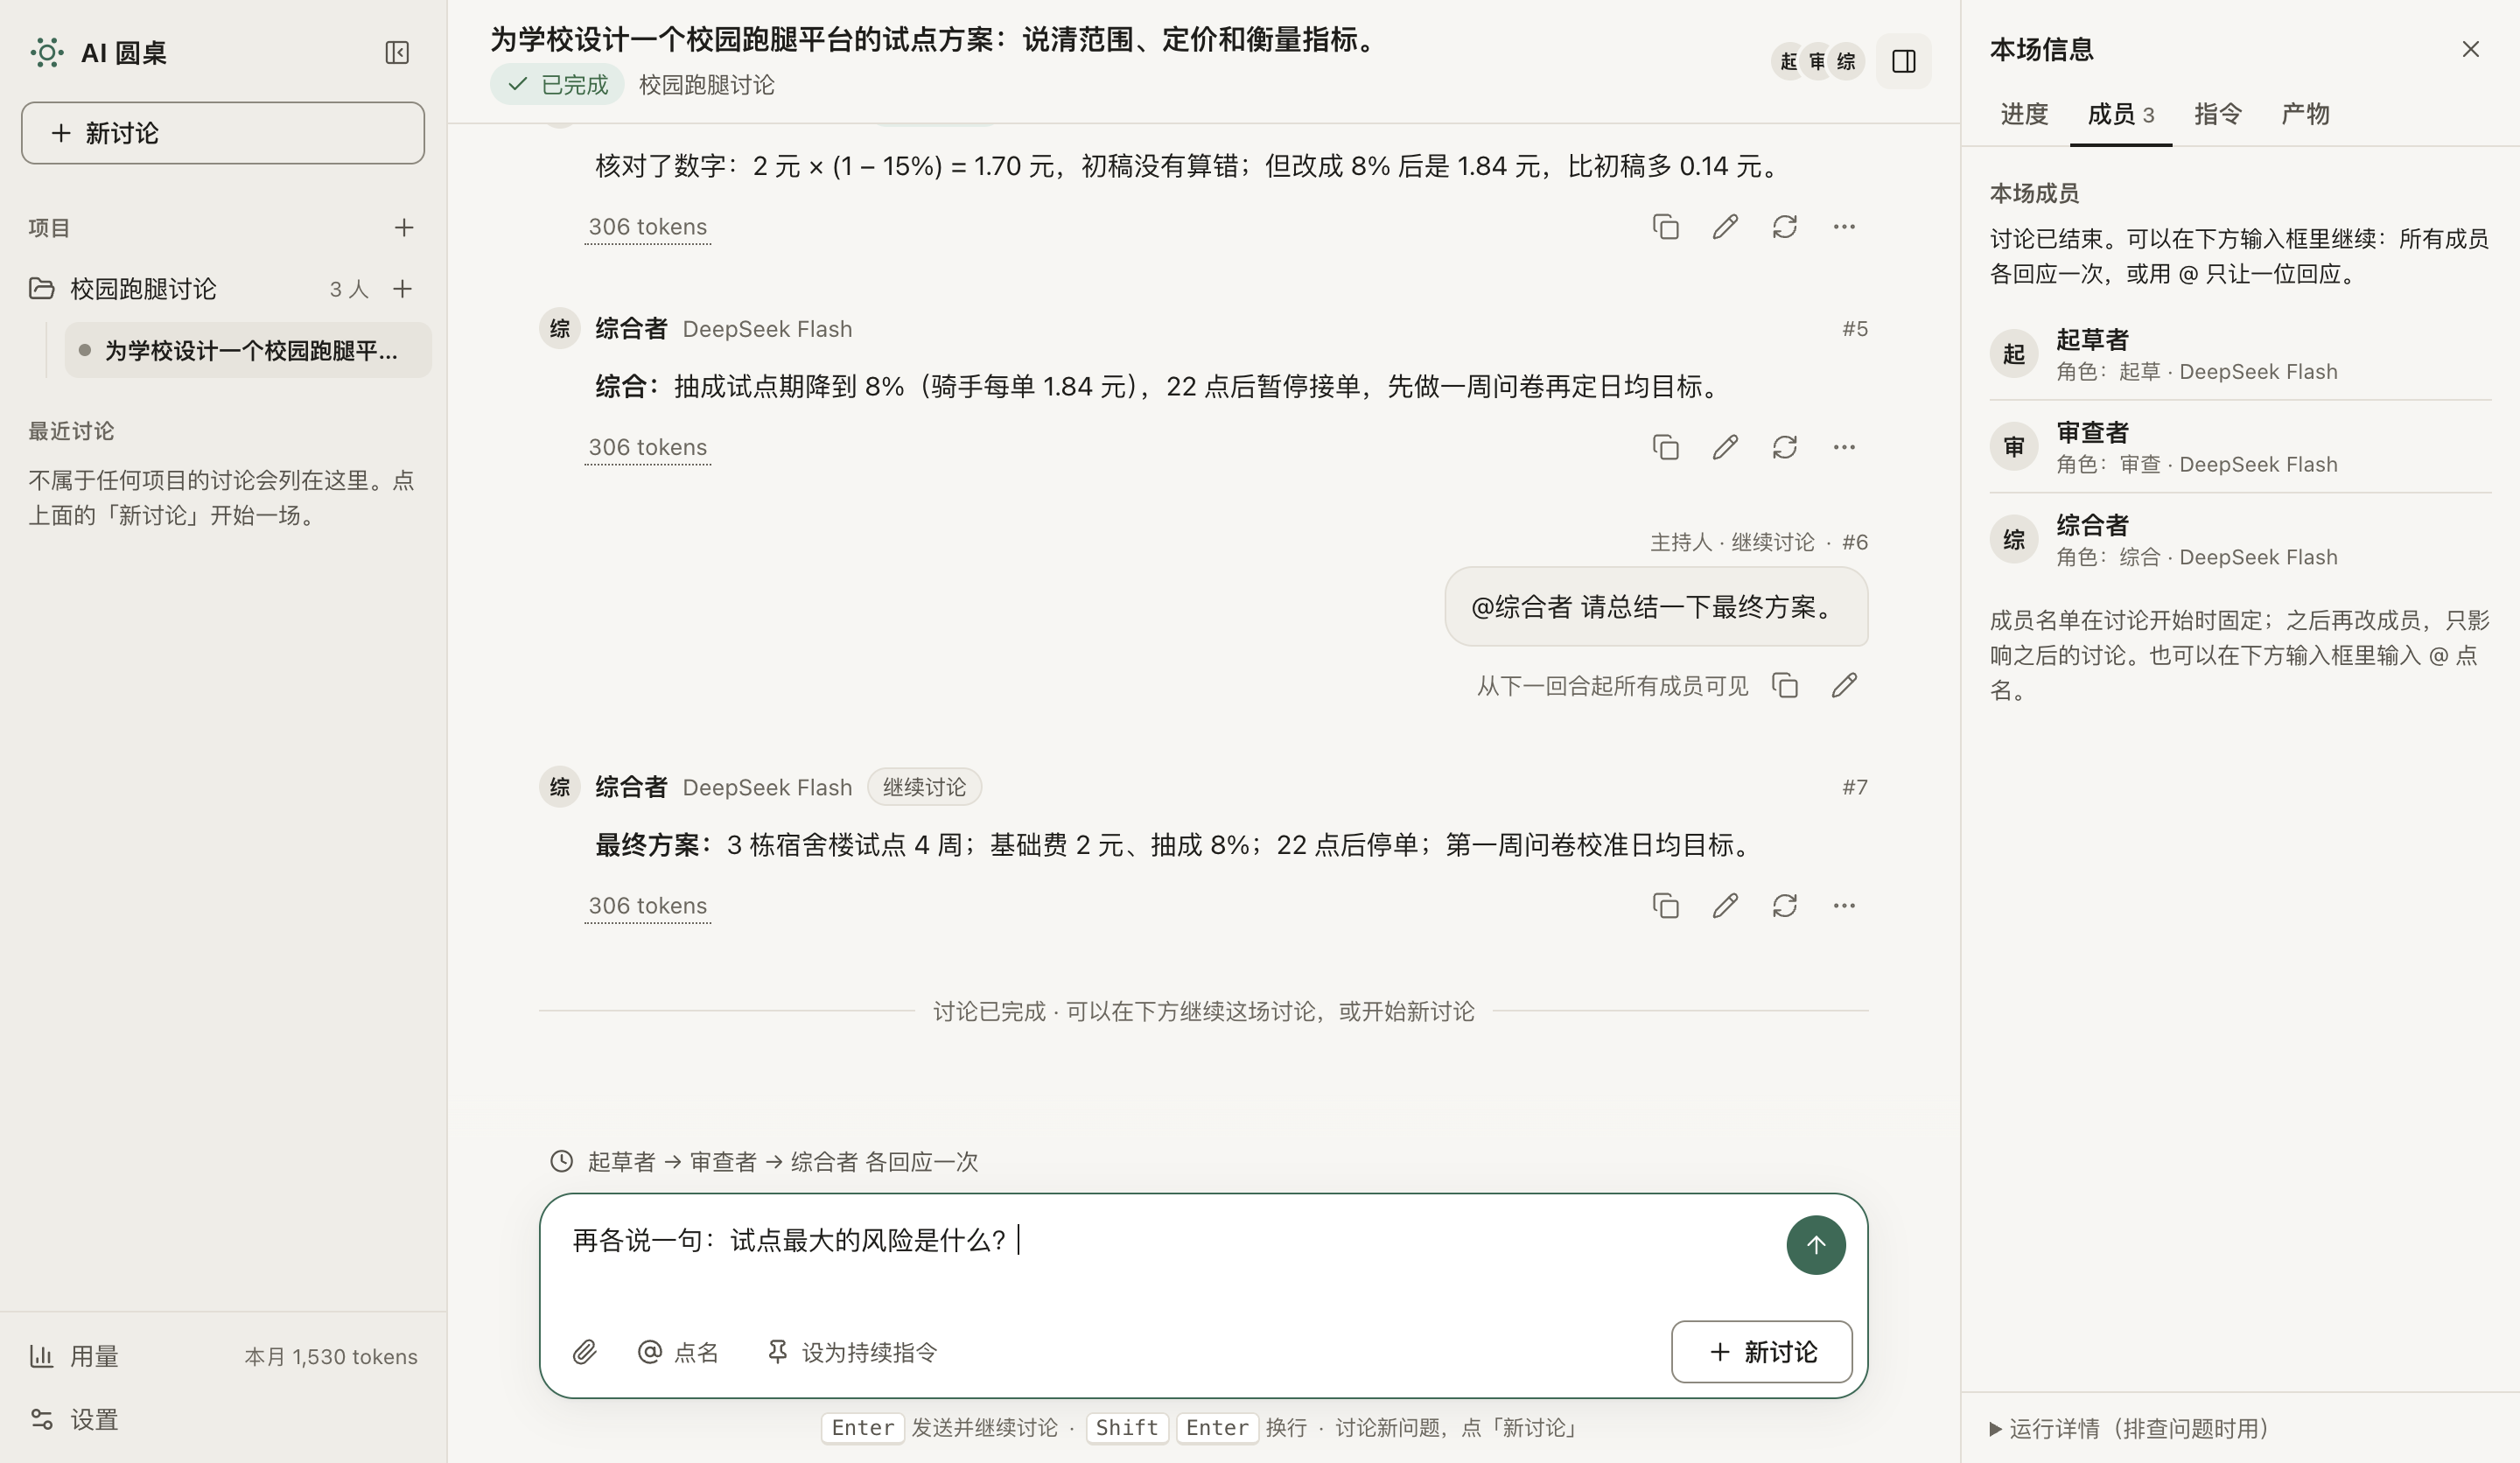 AI 圆桌
新讨论
项目
校园跑腿讨论 3 人
为学校设计一个校园跑腿平...
最近讨论
不属于任何项目的讨论会列在这里。点
上面的「新讨论」开始一场。
用量 本月 1,530 tokens
设置
为学校设计一个校园跑腿平台的试点方案：说清范围、定价和衡量指标。
已完成 校园跑腿讨论
起 审 综
核对了数字：2 元 × (1 – 15%) = 1.70 元，初稿没有算错；但改成 8% 后是 1.84 元，比初稿多 0.14 元。
306 tokens
综 综合者 DeepSeek Flash #5
综合：抽成试点期降到 8%（骑手每单 1.84 元），22 点后暂停接单，先做一周问卷再定日均目标。
306 tokens
主持人 · 继续讨论 · #6
@综合者 请总结一下最终方案。
从下一回合起所有成员可见
综 综合者 DeepSeek Flash 继续讨论 #7
最终方案：3 栋宿舍楼试点 4 周；基础费 2 元、抽成 8%；22 点后停单；第一周问卷校准日均目标。
306 tokens
讨论已完成 · 可以在下方继续这场讨论，或开始新讨论
起草者 → 审查者 → 综合者 各回应一次
再各说一句：试点最大的风险是什么？
点名 设为持续指令 新讨论
Enter 发送并继续讨论 · Shift Enter 换行 · 讨论新问题，点「新讨论」
本场信息
进度 成员 3 指令 产物
本场成员
讨论已结束。可以在下方输入框里继续：所有成员
各回应一次，或用 @ 只让一位回应。
起 起草者
角色：起草 · DeepSeek Flash
审 审查者
角色：审查 · DeepSeek Flash
综 综合者
角色：综合 · DeepSeek Flash
成员名单在讨论开始时固定；之后再改成员，只影
响之后的讨论。也可以在下方输入框里输入 @ 点
名。
运行详情（排查问题时用）